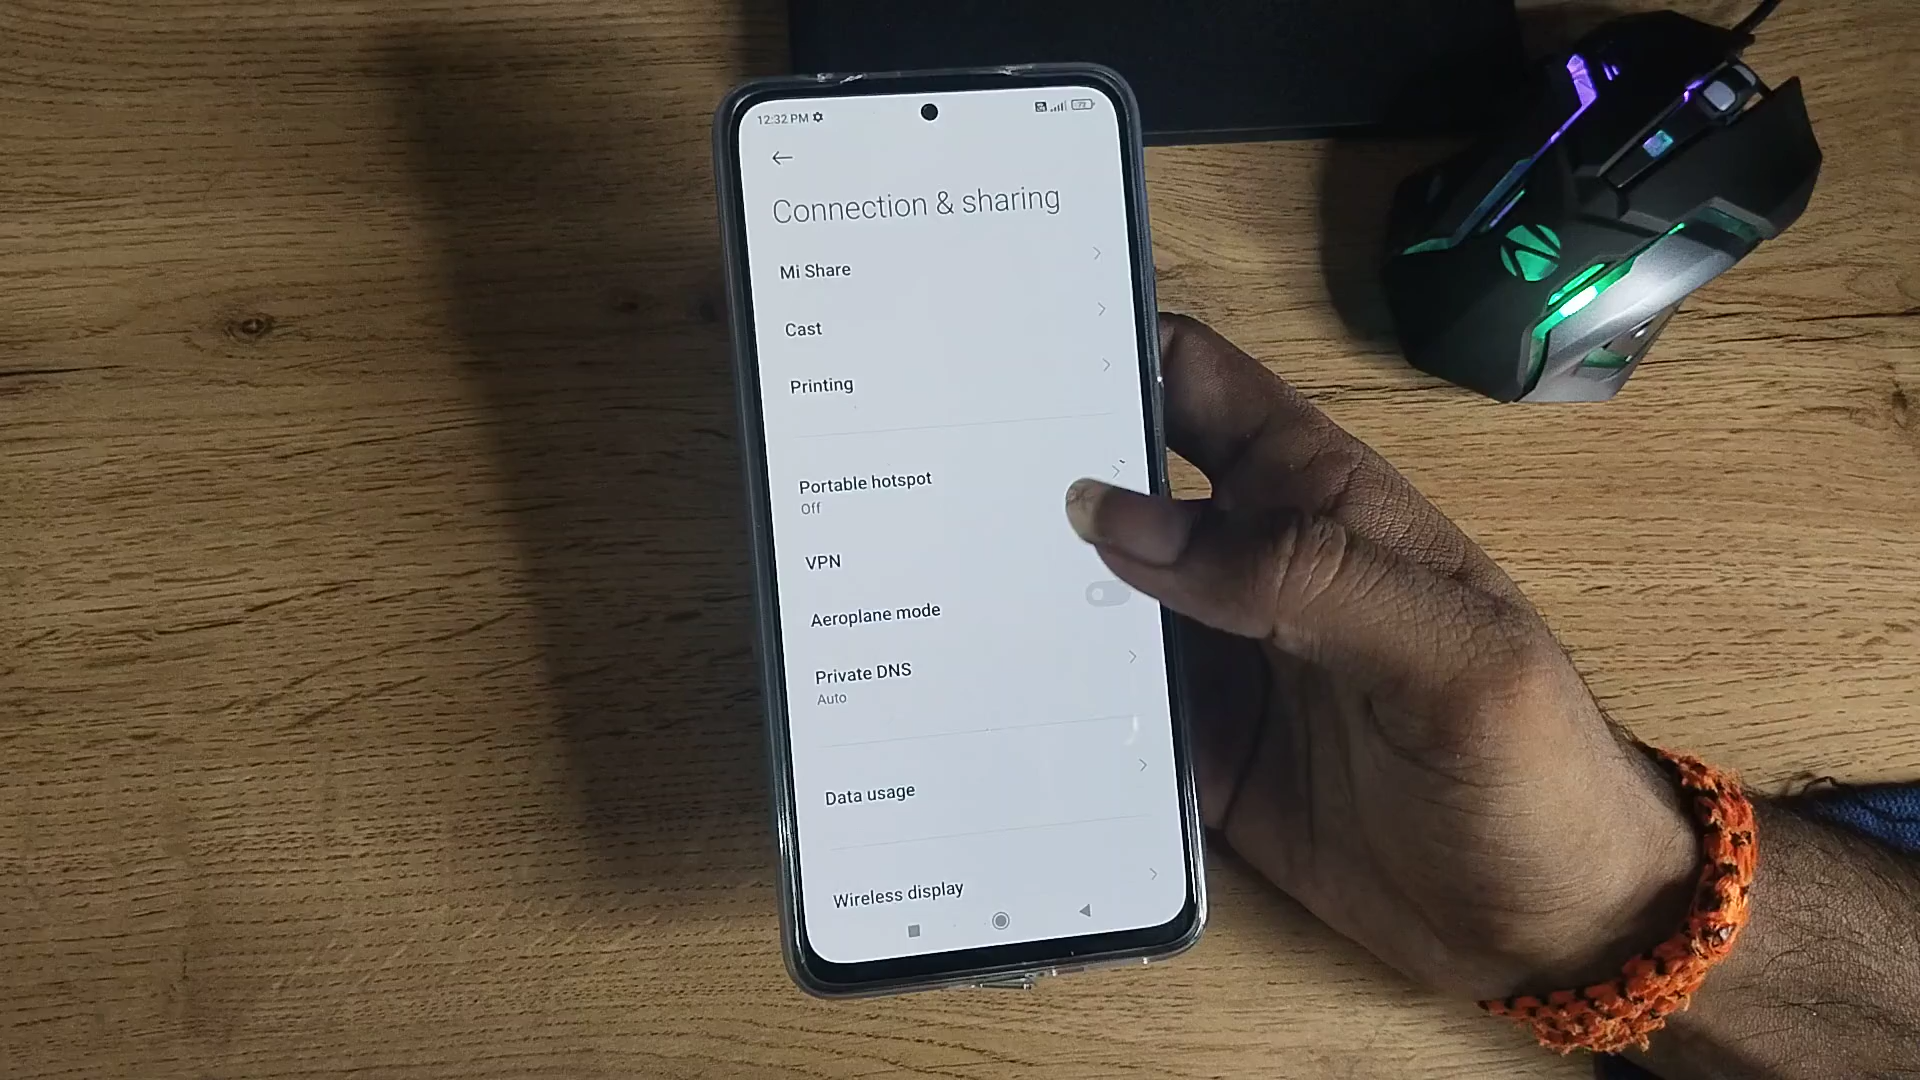 12:32 PM
72
Connection & sharing
Mi Share
Cast
Printing
Portable hotspot
Off
VPN
Aeroplane mode
Private DNS
Auto
Data usage
Wireless display